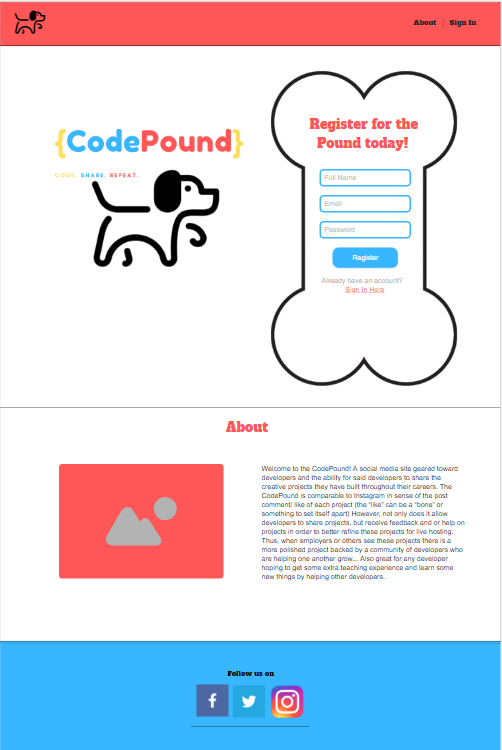 About | Sign In
{CodePound}
CODE. SHARE. REPEAT.
Register for the
Pound today!
Full Name
Email
Password
Register
Already have an account?
Sign In Here
About
Welcome to the CodePound! A social media site geared toward
developers and the ability for said developers to share the
creative projects they have built throughout their careers. The
CodePound is comparable to Instagram in sense of the post
comment/ like of each project (the "like" can be a "bone" or
something to set itself apart) However, not only does it allow
developers to share projects, but receive feedback and or help on
projects in order to better refine these projects for live hosting.
Thus, when employers or others see these projects there is a
more polished project backed by a community of developers who
are helping one another grow... Also great for any developer
hoping to get some extra teaching experience and learn some
new things by helping other developers.
Follow us on